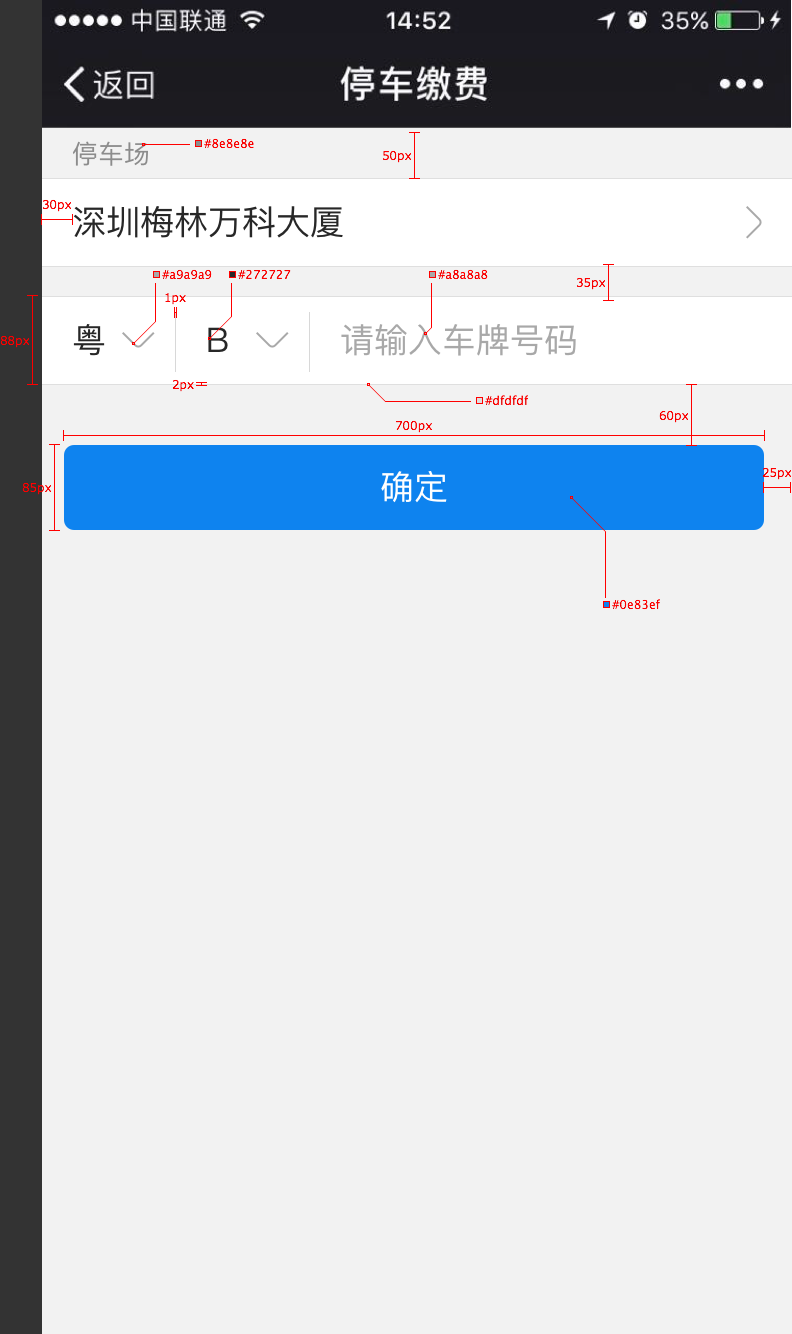 中国联通 14:52 35%
返回 停车缴费
停车场 #8e8e8e
50px
30px
深圳梅林万科大厦
#a9a9a9 #272727 #a8a8a8
35px
1px
88px
粤 B 请输入车牌号码
2px
#dfdfdf
60px
700px
25px
85px
确定
#0e83ef